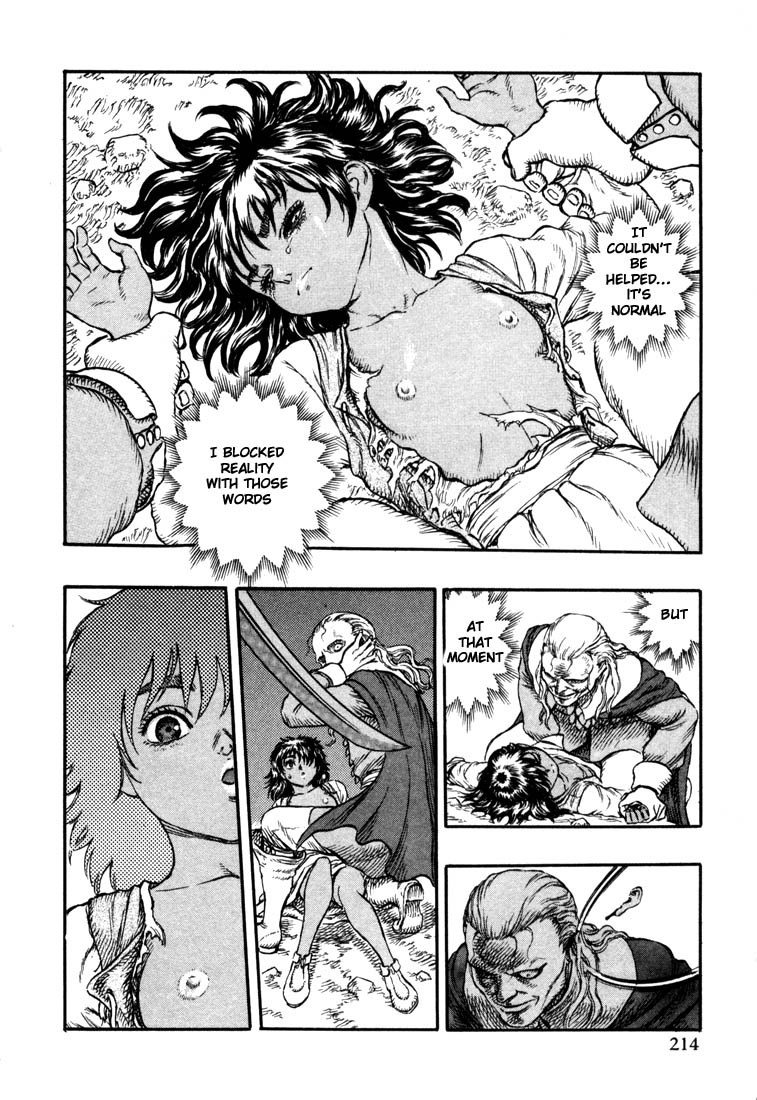 IT
COULDN'T
BE
HELPED...
IT'S
NORMAL
I BLOCKED
REALITY
WITH THOSE
WORDS
BUT
AT
THAT
MOMENT
214